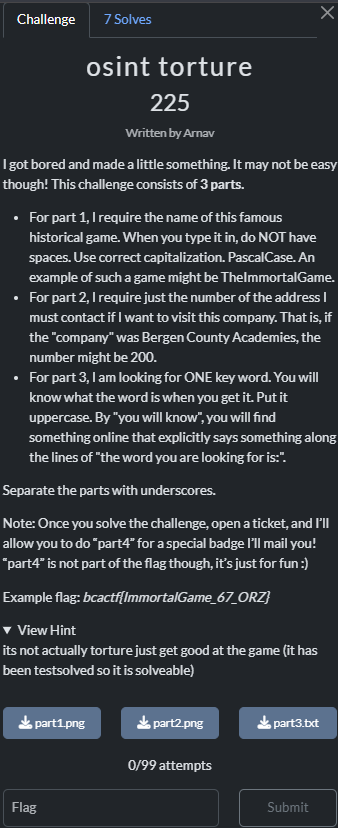 Challenge
7 Solves
osint torture
225
Written by Arnav
I got bored and made a little something. It may not be easy
though! This challenge consists of 3 parts.
• For part 1, I require the name of this famous
historical game. When you type it in, do NOT have
spaces. Use correct capitalization. PascalCase. An
example of such a game might be TheImmortalGame.
• For part 2, I require just the number of the address I
must contact if I want to visit this company. That is, if
the "company" was Bergen County Academies, the
number might be 200.
• For part 3, I am looking for ONE key word. You will
know what the word is when you get it. Put it
uppercase. By "you will know", you will find
something online that explicitly says something along
the lines of "the word you are looking for is:".
Separate the parts with underscores.
Note: Once you solve the challenge, open a ticket, and I'll
allow you to do “part4” for a special badge I'll mail you!
“part4” is not part of the flag though, it's just for fun :)
Example flag: bcactf{ImmortalGame_67_ORZ}
▼ View Hint
its not actually torture just get good at the game (it has
been testsolved so it is solveable)
part1.png
part2.png
part3.txt
0/99 attempts
Flag
Submit